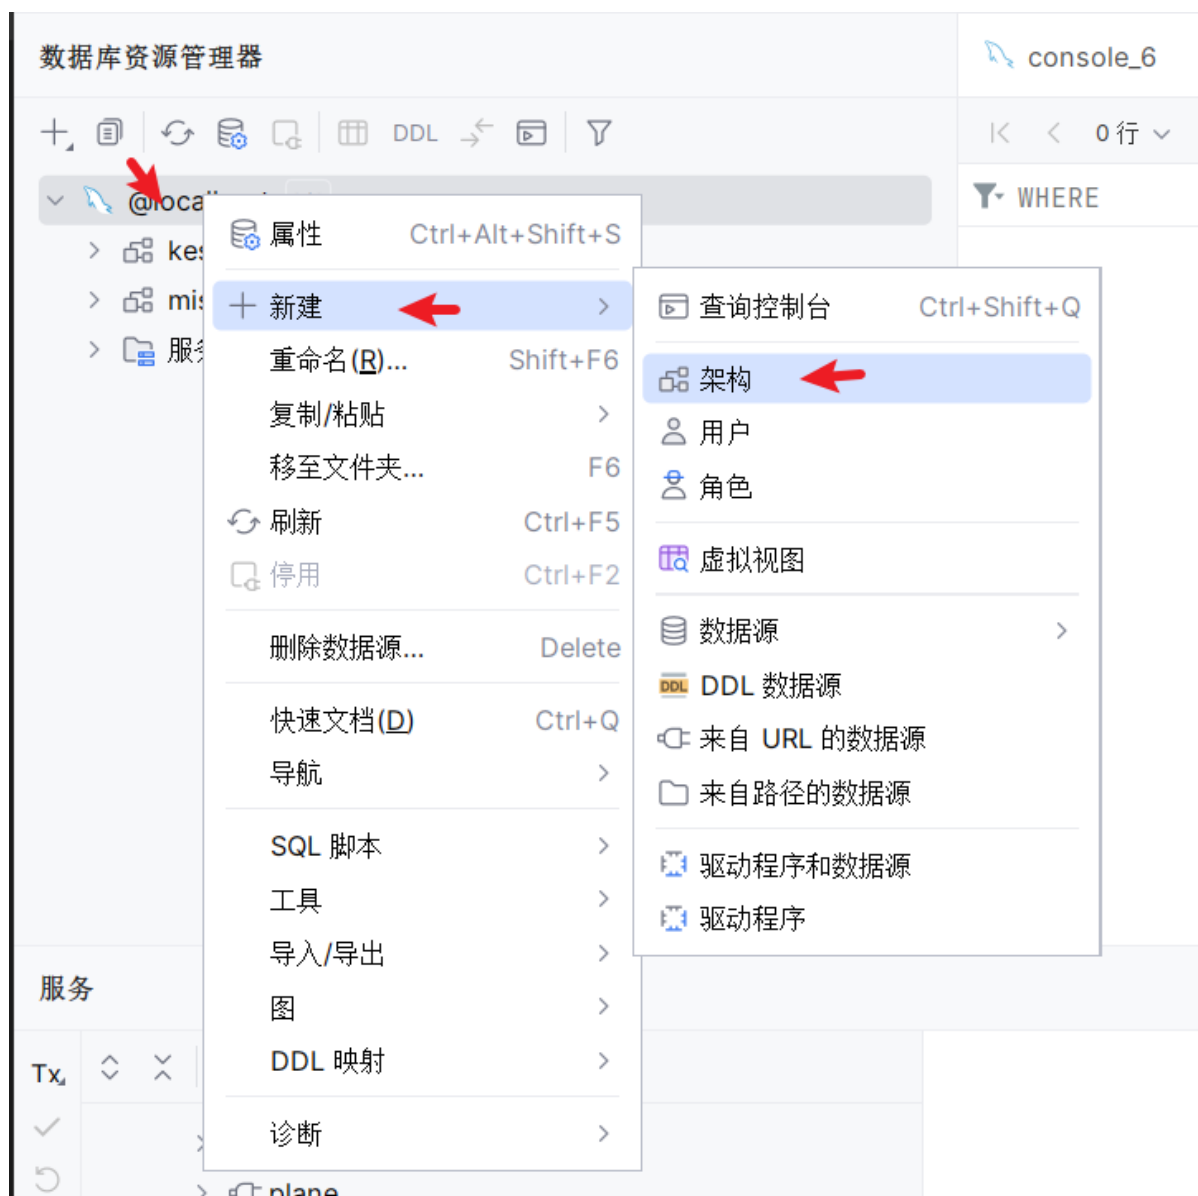 数据库资源管理器
console_6
DDL
0 行
WHERE
属性 Ctrl+Alt+Shift+S
新建
重命名(R)... Shift+F6
复制/粘贴
移至文件夹... F6
刷新 Ctrl+F5
停用 Ctrl+F2
删除数据源... Delete
快速文档(D) Ctrl+Q
导航
SQL 脚本
工具
导入/导出
图
DDL 映射
诊断
查询控制台 Ctrl+Shift+Q
架构
用户
角色
虚拟视图
数据源
DDL DDL 数据源
来自 URL 的数据源
来自路径的数据源
驱动程序和数据源
驱动程序
服务
Tx
plane